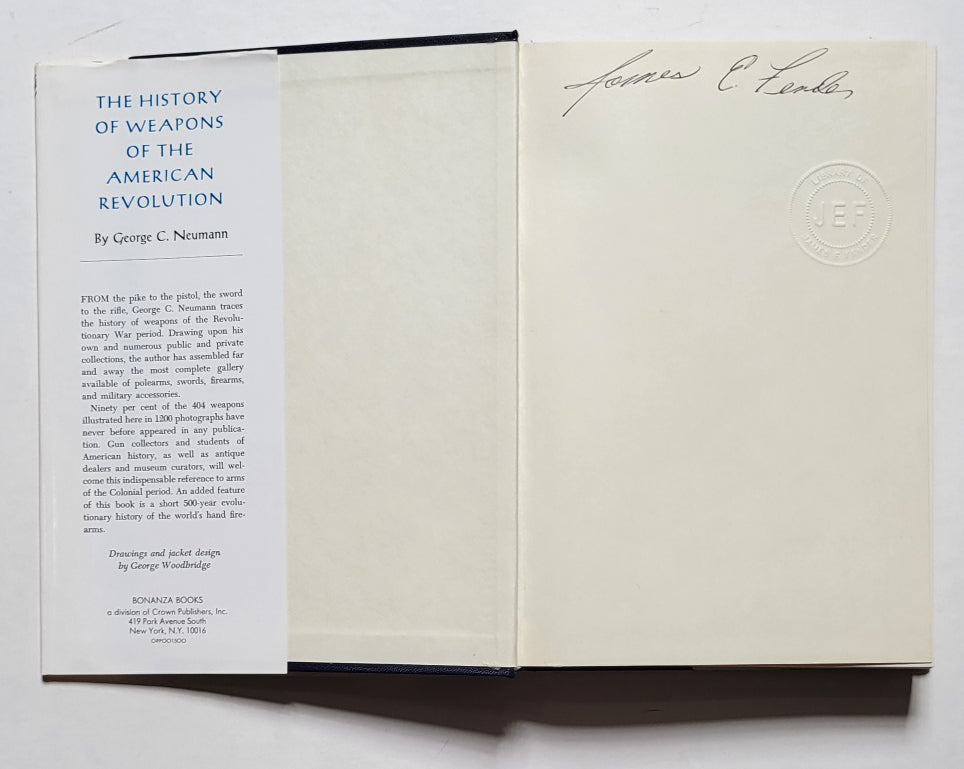 THE HISTORY
OF WEAPONS
OF THE
AMERICAN
REVOLUTION
By George C. Neumann
FROM the pike to the pistol, the sword
to the rifle, George C. Neumann traces
the history of weapons of the Revolu-
tionary War period. Drawing upon his
own and numerous public and private
collections, the author has assembled far
and away the most complete gallery
available of polearms, swords, firearms,
and military accessories.
Ninety per cent of the 404 weapons
illustrated here in 1200 photographs have
never before appeared in any publica-
tion. Gun collectors and students of
American history, as well as antique
dealers and museum curators, will wel-
come this indispensable reference to arms
of the Colonial period. An added feature
of this book is a short 500-year evolu-
tionary history of the world's hand fire-
arms.
Drawings and jacket design
by George Woodbridge
BONANZA BOOKS
a division of Crown Publishers, Inc.
419 Park Avenue South
New York, N.Y. 10016
James E. Fender
LIBRARY OF
JEF
JAMES E FENDER